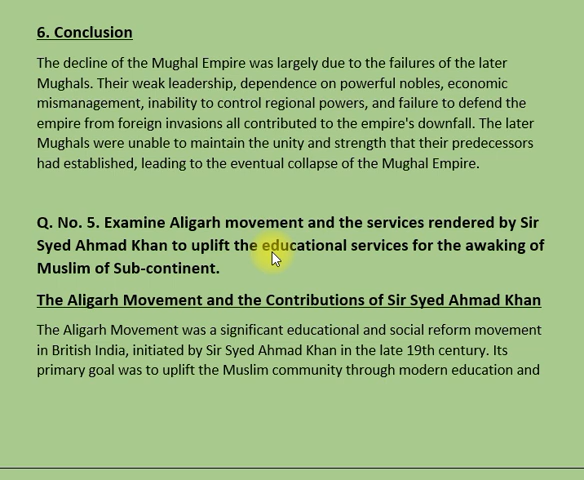 6. Conclusion
The decline of the Mughal Empire was largely due to the failures of the later
Mughals. Their weak leadership, dependence on powerful nobles, economic
mismanagement, inability to control regional powers, and failure to defend the
empire from foreign invasions all contributed to the empire's downfall. The later
Mughals were unable to maintain the unity and strength that their predecessors
had established, leading to the eventual collapse of the Mughal Empire.
Q. No. 5. Examine Aligarh movement and the services rendered by Sir
Syed Ahmad Khan to uplift the educational services for the awaking of
Muslim of Sub-continent.
The Aligarh Movement and the Contributions of Sir Syed Ahmad Khan
The Aligarh Movement was a significant educational and social reform movement
in British India, initiated by Sir Syed Ahmad Khan in the late 19th century. Its
primary goal was to uplift the Muslim community through modern education and